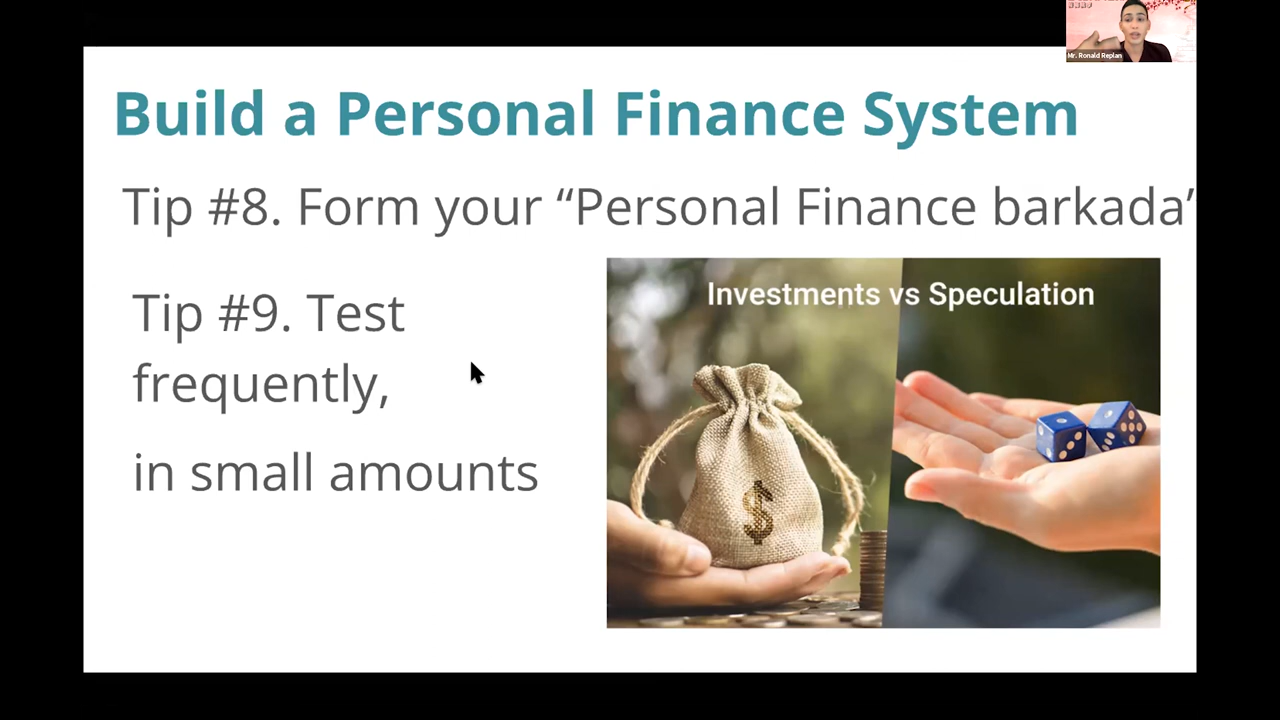 Mr. Ronald Replan
Build a Personal Finance System
Tip #8. Form your “Personal Finance barkada”
Tip #9. Test
frequently,
in small amounts
Investments vs Speculation
$